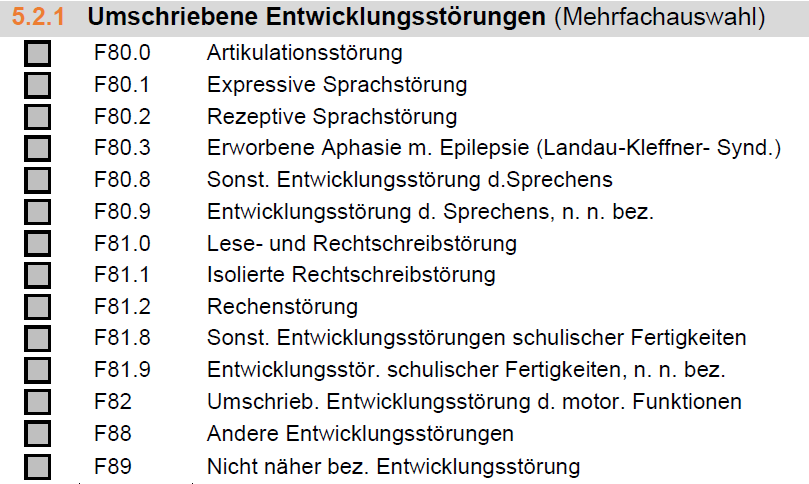 5.2.1 Umschriebene Entwicklungsstörungen (Mehrfachauswahl)
F80.0 Artikulationsstörung
F80.1 Expressive Sprachstörung
F80.2 Rezeptive Sprachstörung
F80.3 Erworbene Aphasie m. Epilepsie (Landau-Kleffner- Synd.)
F80.8 Sonst. Entwicklungsstörung d.Sprechens
F80.9 Entwicklungsstörung d. Sprechens, n. n. bez.
F81.0 Lese- und Rechtschreibstörung
F81.1 Isolierte Rechtschreibstörung
F81.2 Rechenstörung
F81.8 Sonst. Entwicklungsstörungen schulischer Fertigkeiten
F81.9 Entwicklungsstör. schulischer Fertigkeiten, n. n. bez.
F82 Umschrieb. Entwicklungsstörung d. motor. Funktionen
F88 Andere Entwicklungsstörungen
F89 Nicht näher bez. Entwicklungsstörung